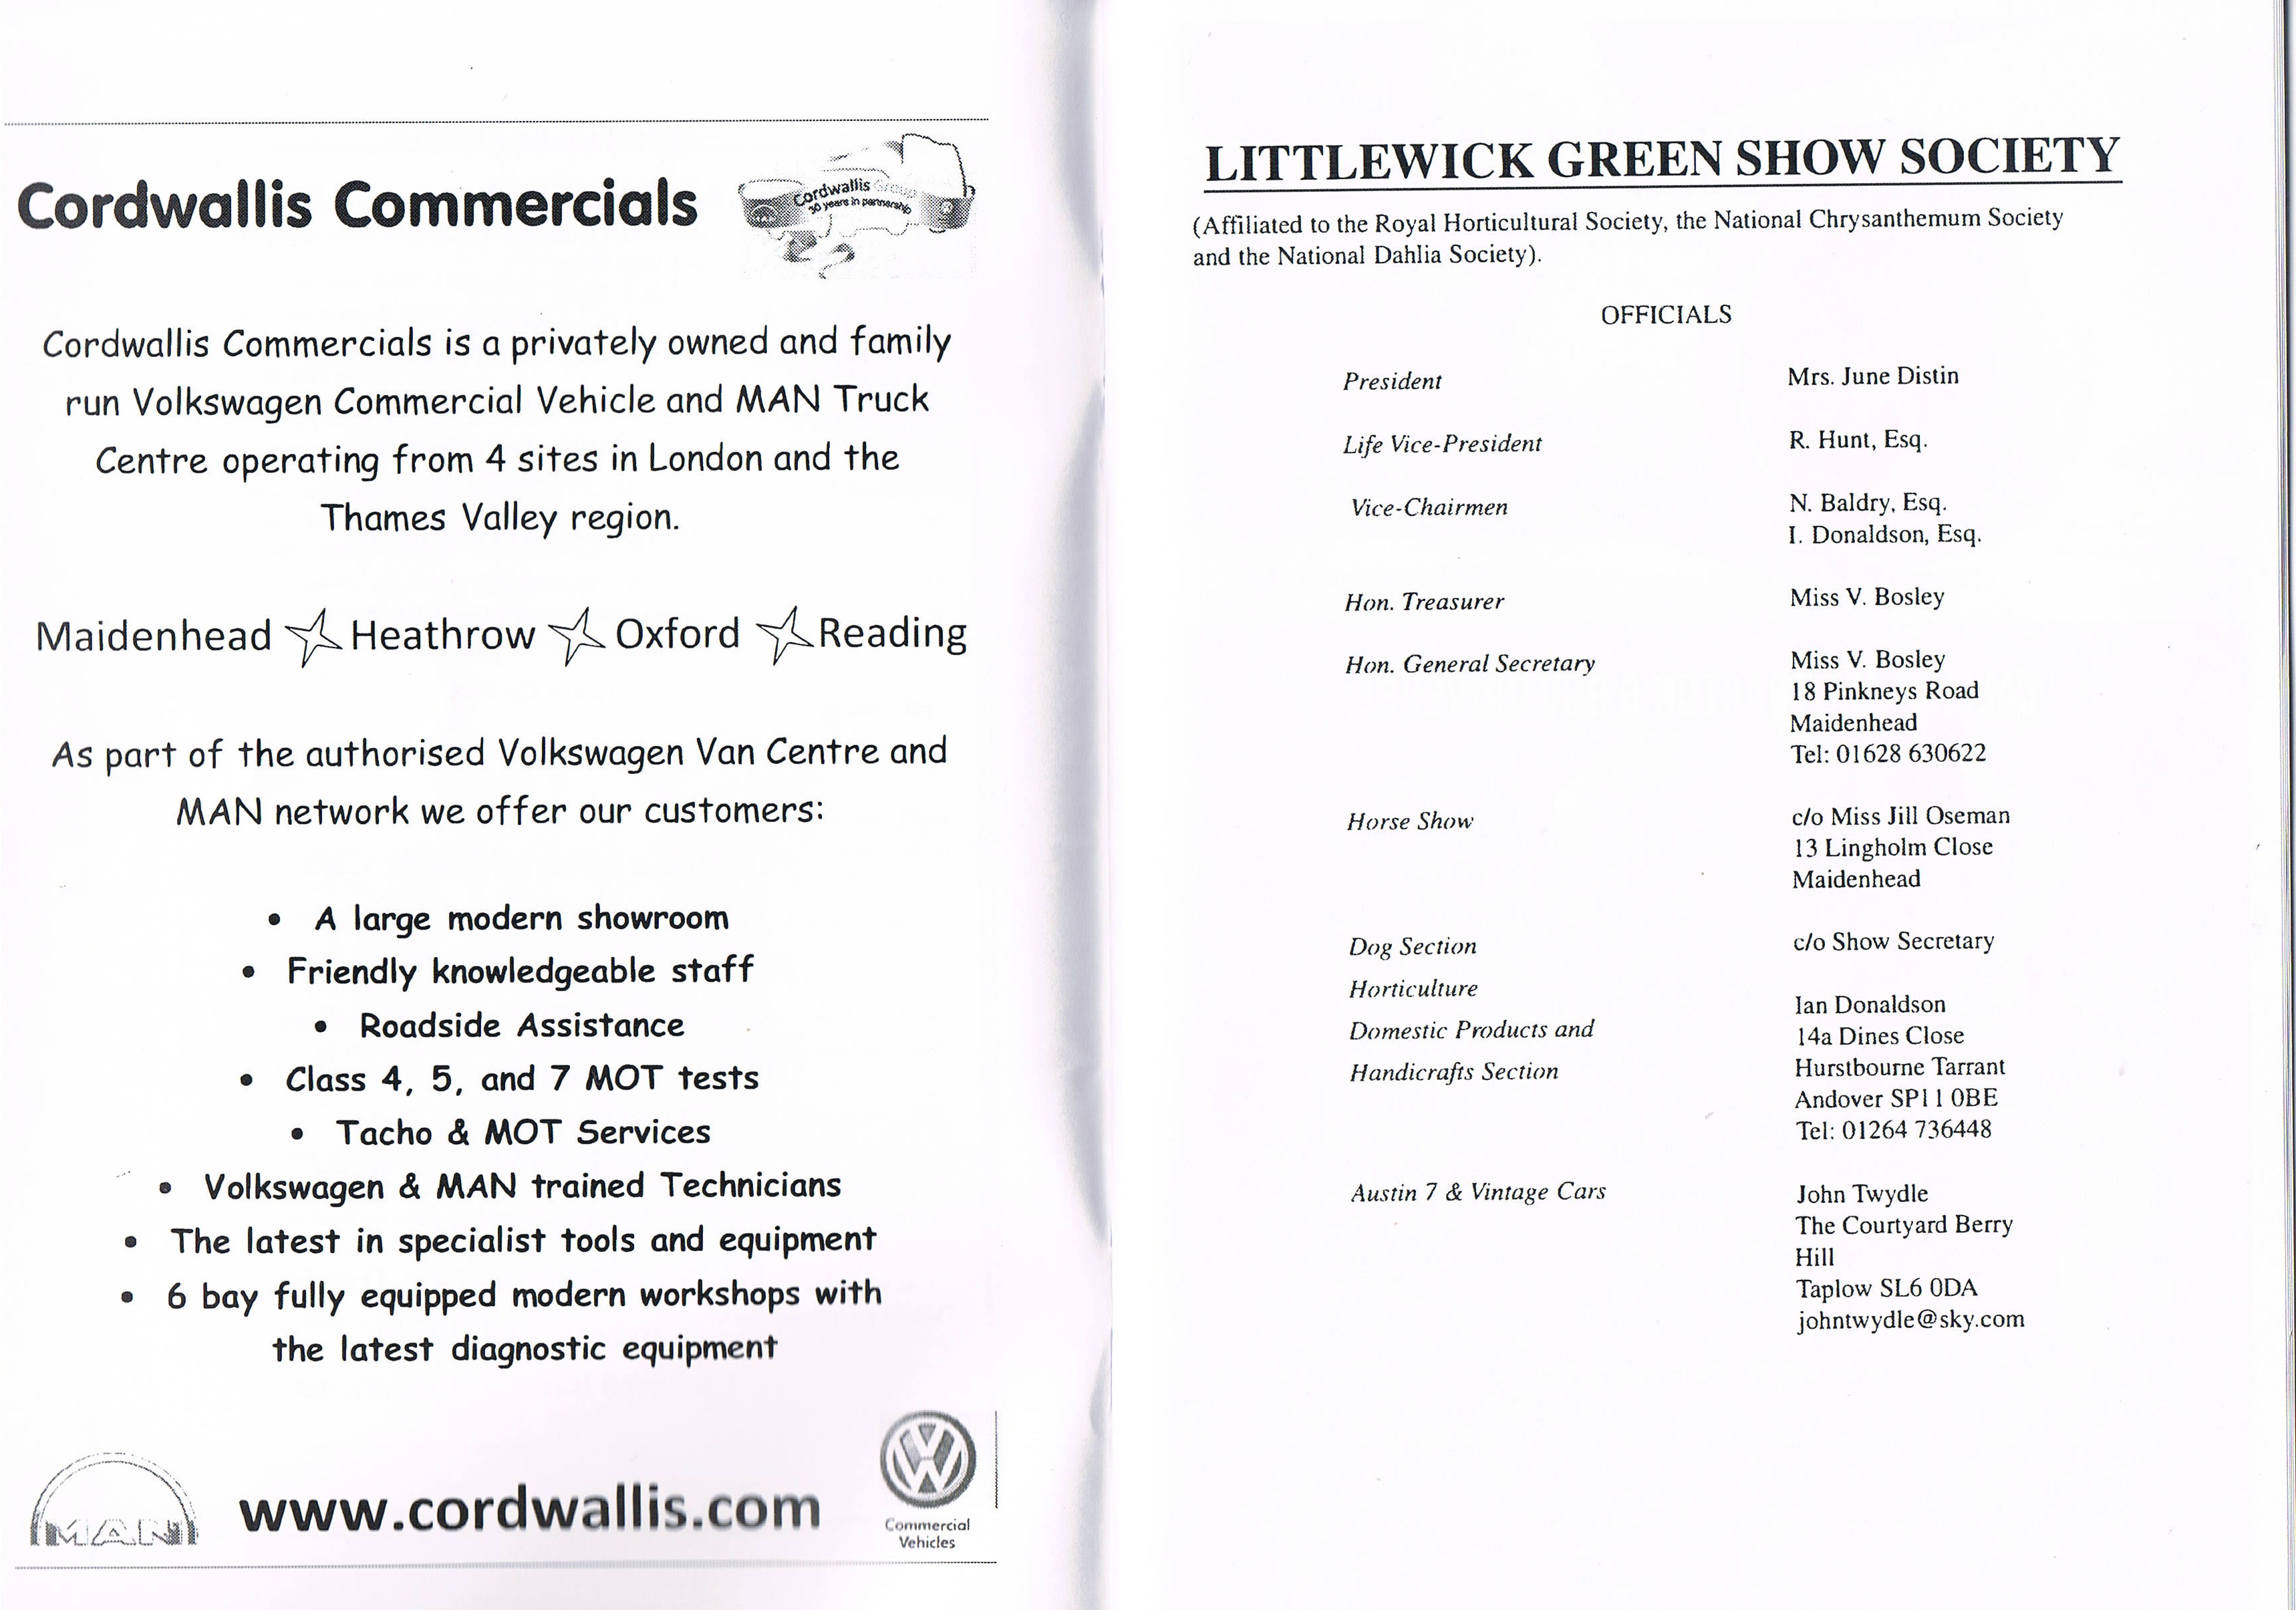 Cordwallis Commercials
Cordwallis Group
30 years in partnership
Cordwallis Commercials is a privately owned and family
run Volkswagen Commercial Vehicle and MAN Truck
Centre operating from 4 sites in London and the
Thames Valley region.
Maidenhead Heathrow Oxford Reading
As part of the authorised Volkswagen Van Centre and
MAN network we offer our customers:
• A large modern showroom
• Friendly knowledgeable staff
• Roadside Assistance
• Class 4, 5, and 7 MOT tests
• Tacho & MOT Services
• Volkswagen & MAN trained Technicians
• The latest in specialist tools and equipment
• 6 bay fully equipped modern workshops with
the latest diagnostic equipment
MAN
www.cordwallis.com
Commercial
Vehicles
LITTLEWICK GREEN SHOW SOCIETY
(Affiliated to the Royal Horticultural Society, the National Chrysanthemum Society
and the National Dahlia Society).
OFFICIALS
President Mrs. June Distin
Life Vice-President R. Hunt, Esq.
Vice-Chairmen N. Baldry, Esq.
I. Donaldson, Esq.
Hon. Treasurer Miss V. Bosley
Hon. General Secretary Miss V. Bosley
18 Pinkneys Road
Maidenhead
Tel: 01628 630622
Horse Show c/o Miss Jill Oseman
13 Lingholm Close
Maidenhead
Dog Section c/o Show Secretary
Horticulture
Ian Donaldson
Domestic Products and 14a Dines Close
Handicrafts Section Hurstbourne Tarrant
Andover SP11 0BE
Tel: 01264 736448
Austin 7 & Vintage Cars John Twydle
The Courtyard Berry
Hill
Taplow SL6 0DA
johntwydle@sky.com